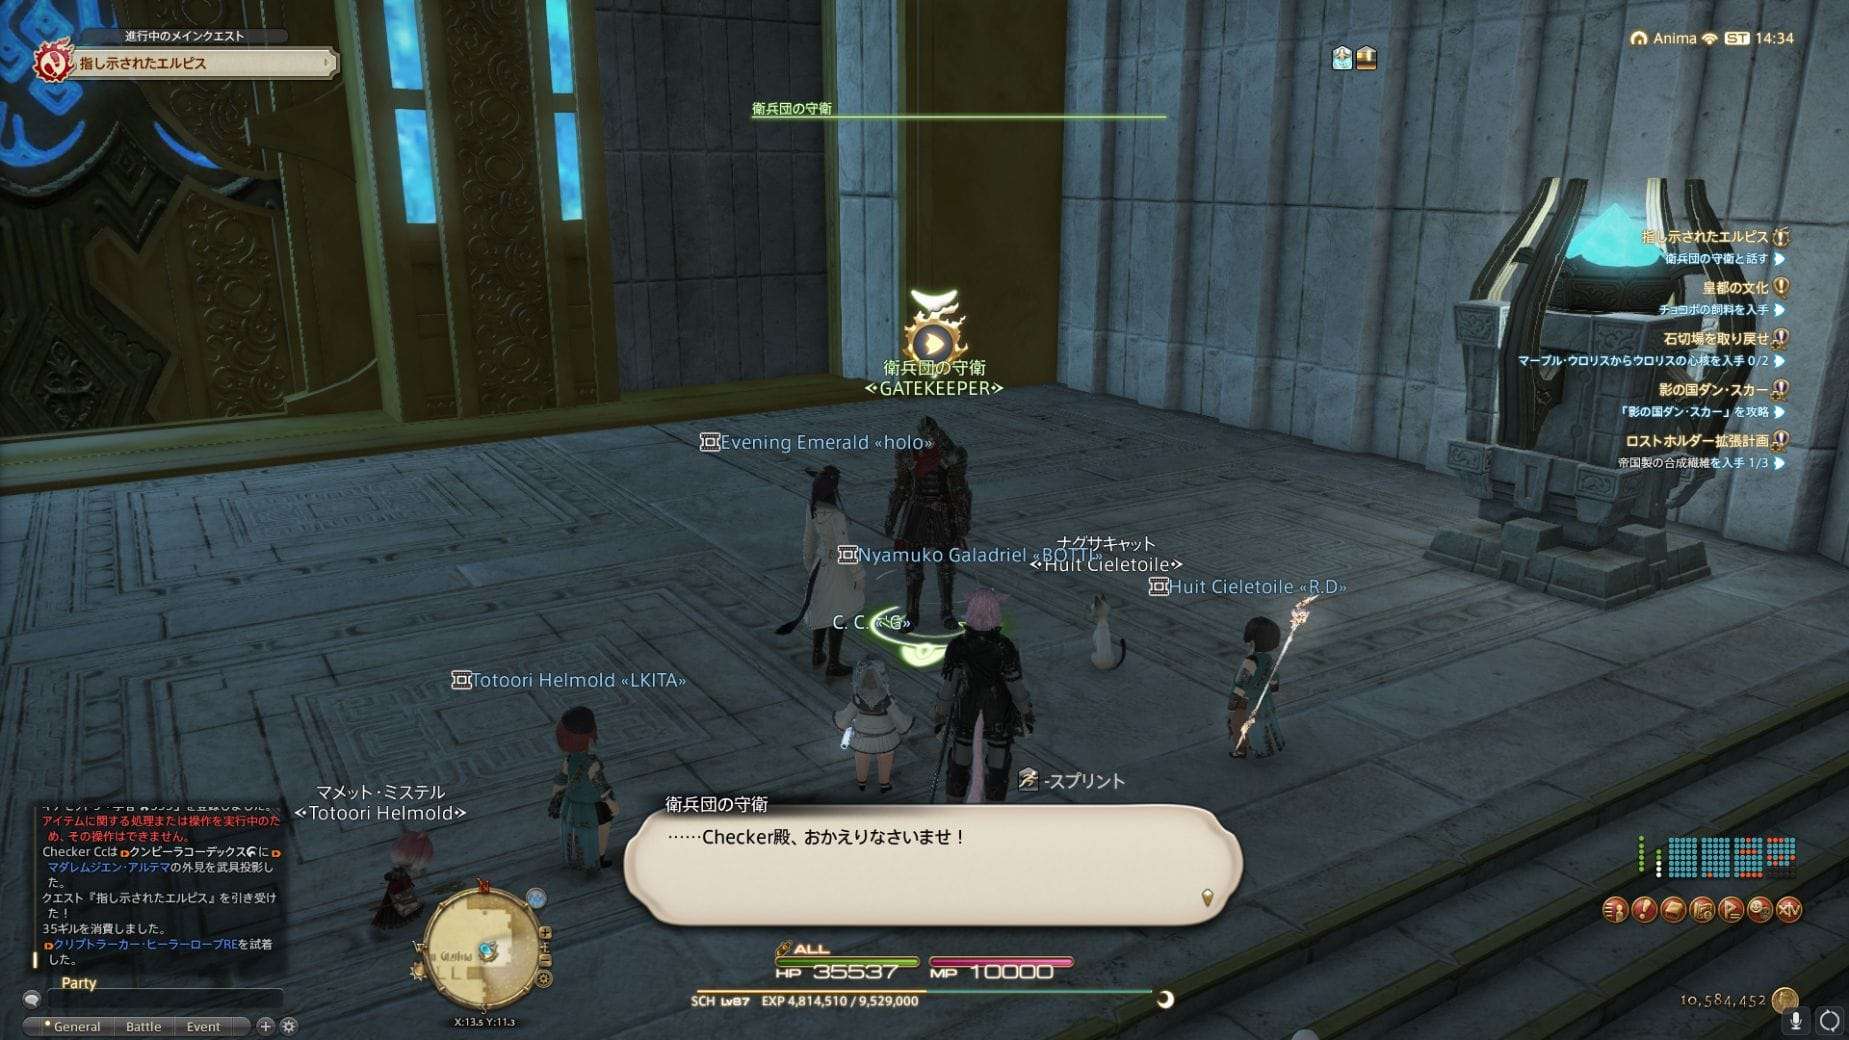 進行中のメインクエスト
指し示されたエルピス
Anima ST 14:34
衛兵団の守衛
指し示されたエルピス
衛兵団の守衛と話す
皇都の文化
チョコボの飼料を入手
石切場を取り戻せ
マーブル・ウロリスからウロリスの心核を入手 0/2
影の国ダン・スカー
「影の国ダン・スカー」を攻略
ロストホルダー拡張計画
帝国製の合成繊維を入手 1/3
衛兵団の守衛
<GATEKEEPER>
Evening Emerald «holo»
Nyamuko Galadriel «BOTTI»
ナグサキャット
<Huit Cieletoile>
Huit Cieletoile «R.D»
C. C.
Totoori Helmold «LKITA»
マメット・ミステル
<Totoori Helmold>
-スプリント
衛兵団の守衛
……Checker殿、おかえりなさいませ！
を登録しました。
アイテムに関する処理または操作を実行中のた
め、その操作はできません。
Checker Ccはクンビーラコーデックスに
マダレムジエン・アルテマの外見を武具投影し
た。
クエスト『指し示されたエルピス』を引き受け
た！
35ギルを消費しました。
クリプトラーカー・ヒーラーローブREを試着
した。
Party
General Battle Event
N
X:13.5 Y:11.3
ALL
HP 35537 MP 10000
SCH Lv87 EXP 4,814,510 / 9,529,000
10,584,452
XIV